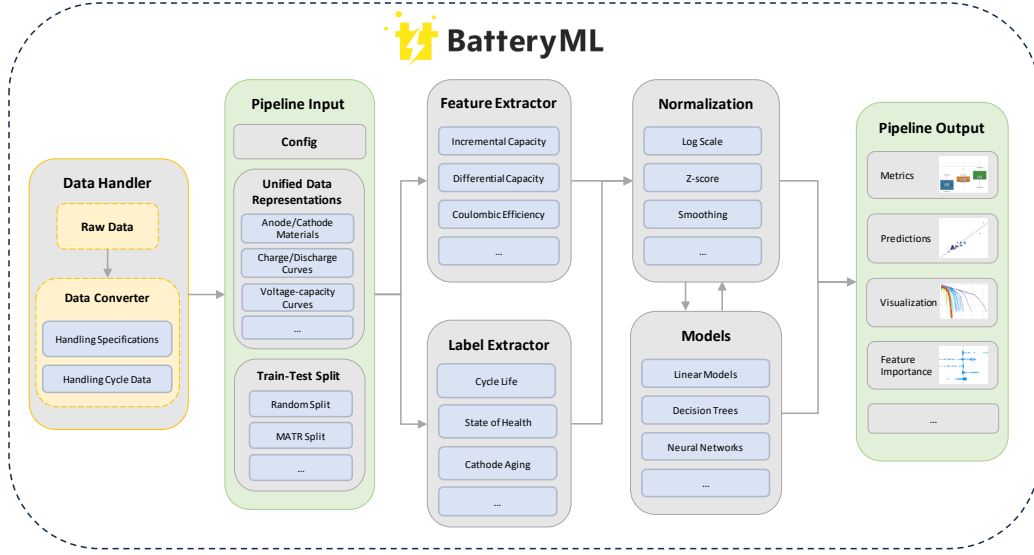 BatteryML
Data Handler
Raw Data
Data Converter
Handling Specifications
Handling Cycle Data
Pipeline Input
Config
Unified Data
Representations
Anode/Cathode
Materials
Charge/Discharge
Curves
Voltage-capacity
Curves
...
Train-Test Split
Random Split
MATR Split
...
Feature Extractor
Incremental Capacity
Differential Capacity
Coulombic Efficiency
...
Label Extractor
Cycle Life
State of Health
Cathode Aging
...
Normalization
Log Scale
Z-score
Smoothing
...
Models
Linear Models
Decision Trees
Neural Networks
...
Pipeline Output
Metrics
Predictions
Visualization
Feature
Importance
...